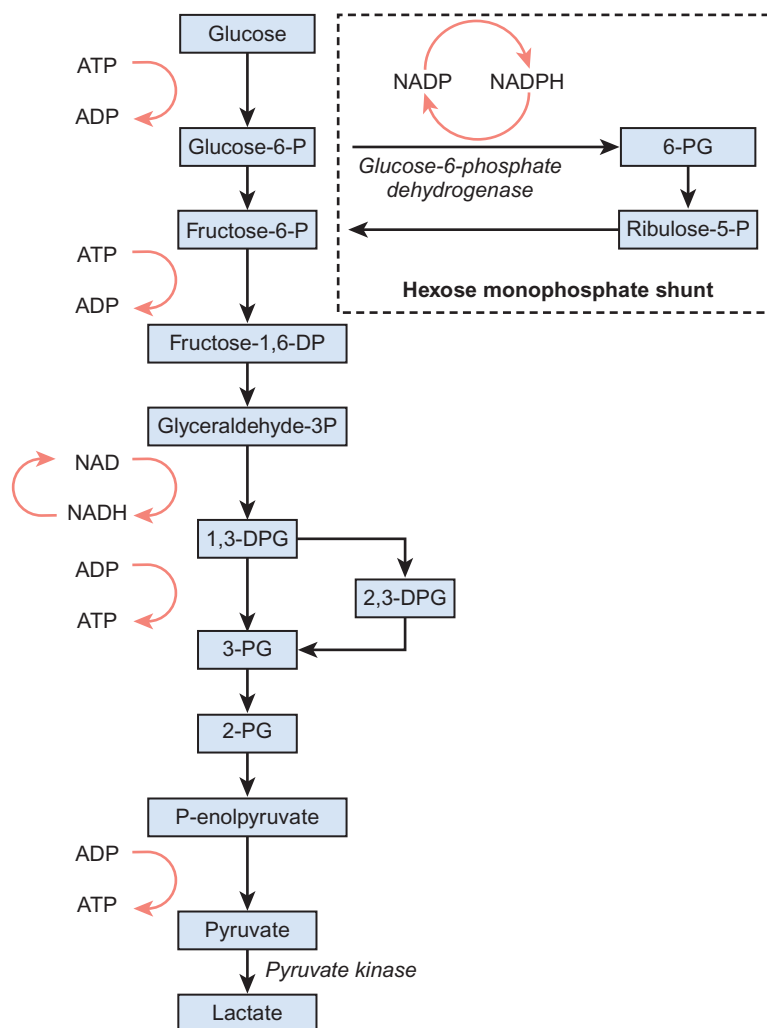 Glucose
ATP
ADP
Glucose-6-P
Fructose-6-P
ATP
ADP
Fructose-1,6-DP
Glyceraldehyde-3P
NAD
NADH
1,3-DPG
ADP
ATP
2,3-DPG
3-PG
2-PG
P-enolpyruvate
ADP
ATP
Pyruvate
Pyruvate kinase
Lactate
NADP NADPH
Glucose-6-phosphate
dehydrogenase
6-PG
Ribulose-5-P
Hexose monophosphate shunt